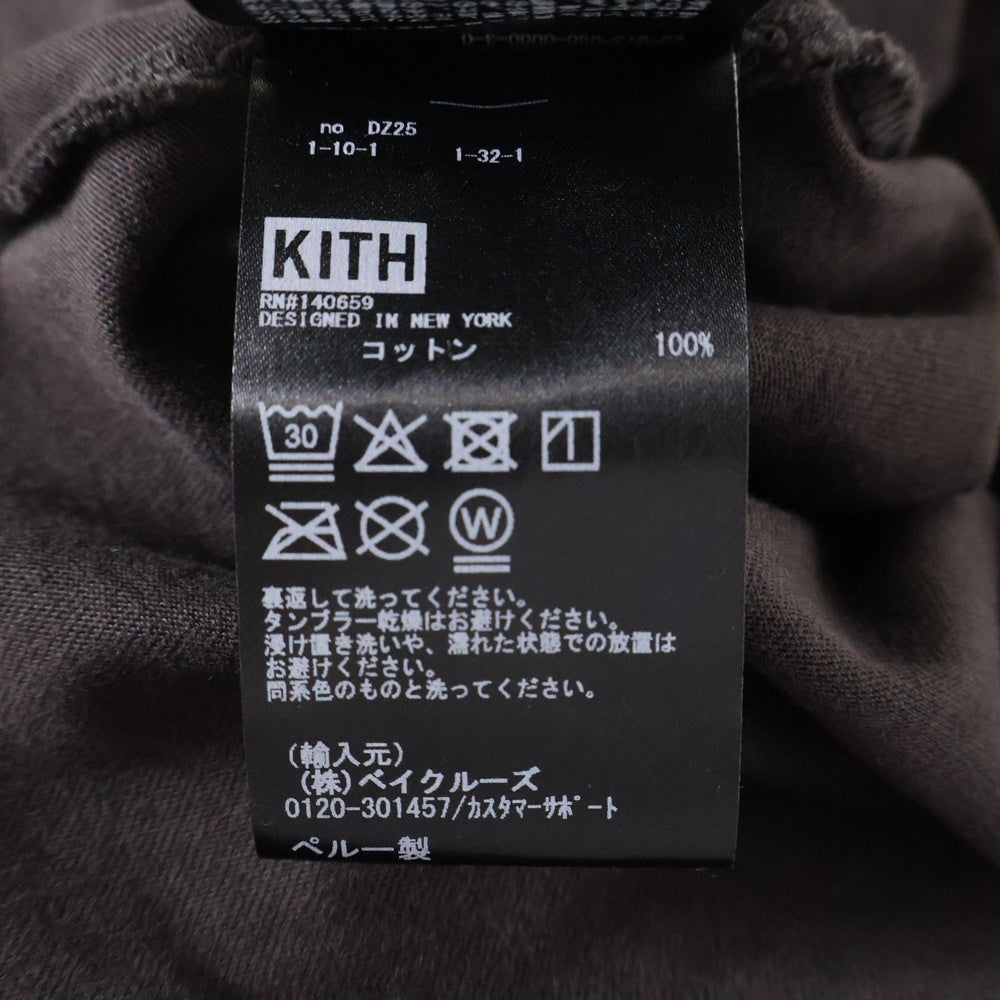 no DZ25
1-10-1 1-32-1
KITH
RN#140659
DESIGNED IN NEW YORK
コットン 100%
30
W
裏返して洗ってください。
タンブラー乾燥はお避けください。
浸け置き洗いや、濡れた状態での放置は
お避けください。
同系色のものと洗ってください。
(輸入元)
(株)ベイクルーズ
0120-301457/ｶｽﾀﾏｰｻﾎﾟｰﾄ
ペルー製